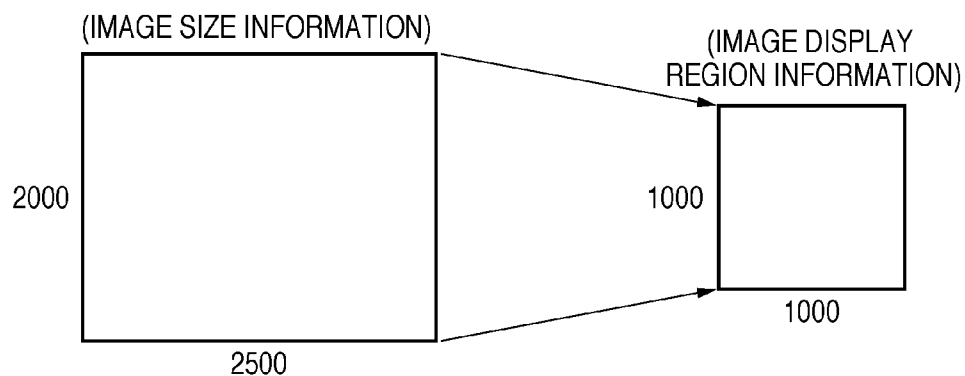 (IMAGE SIZE INFORMATION)
2000
2500
(IMAGE DISPLAY
REGION INFORMATION)
1000
1000